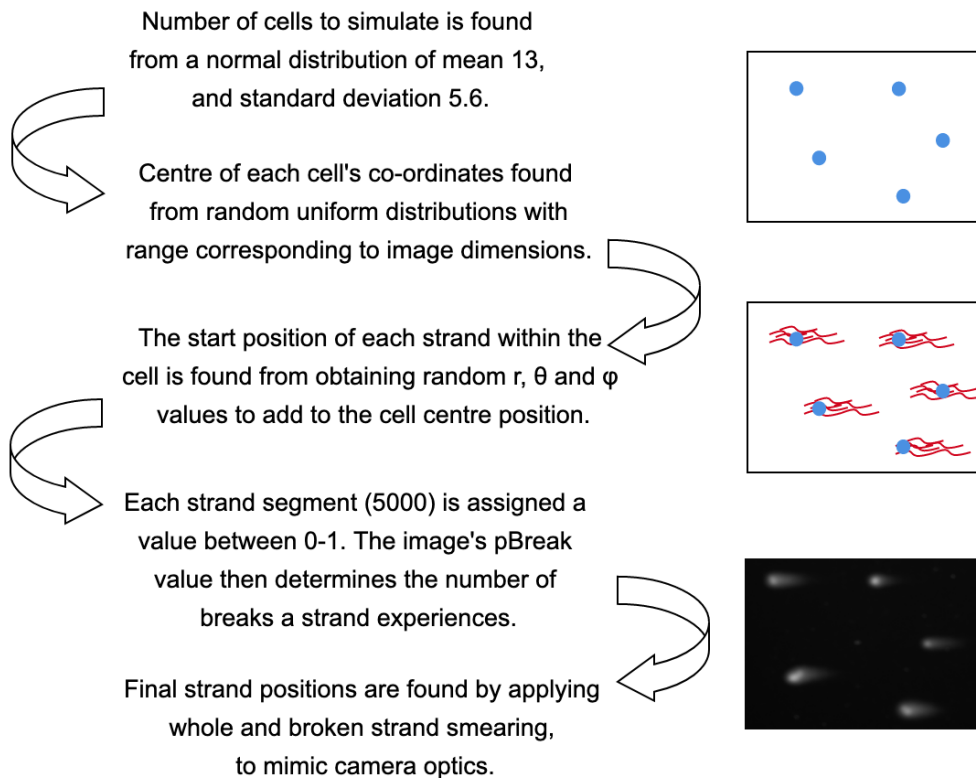 Number of cells to simulate is found
from a normal distribution of mean 13,
and standard deviation 5.6.
Centre of each cell's co-ordinates found
from random uniform distributions with
range corresponding to image dimensions.
The start position of each strand within the
cell is found from obtaining random r, θ and φ
values to add to the cell centre position.
Each strand segment (5000) is assigned a
value between 0-1. The image's pBreak
value then determines the number of
breaks a strand experiences.
Final strand positions are found by applying
whole and broken strand smearing,
to mimic camera optics.